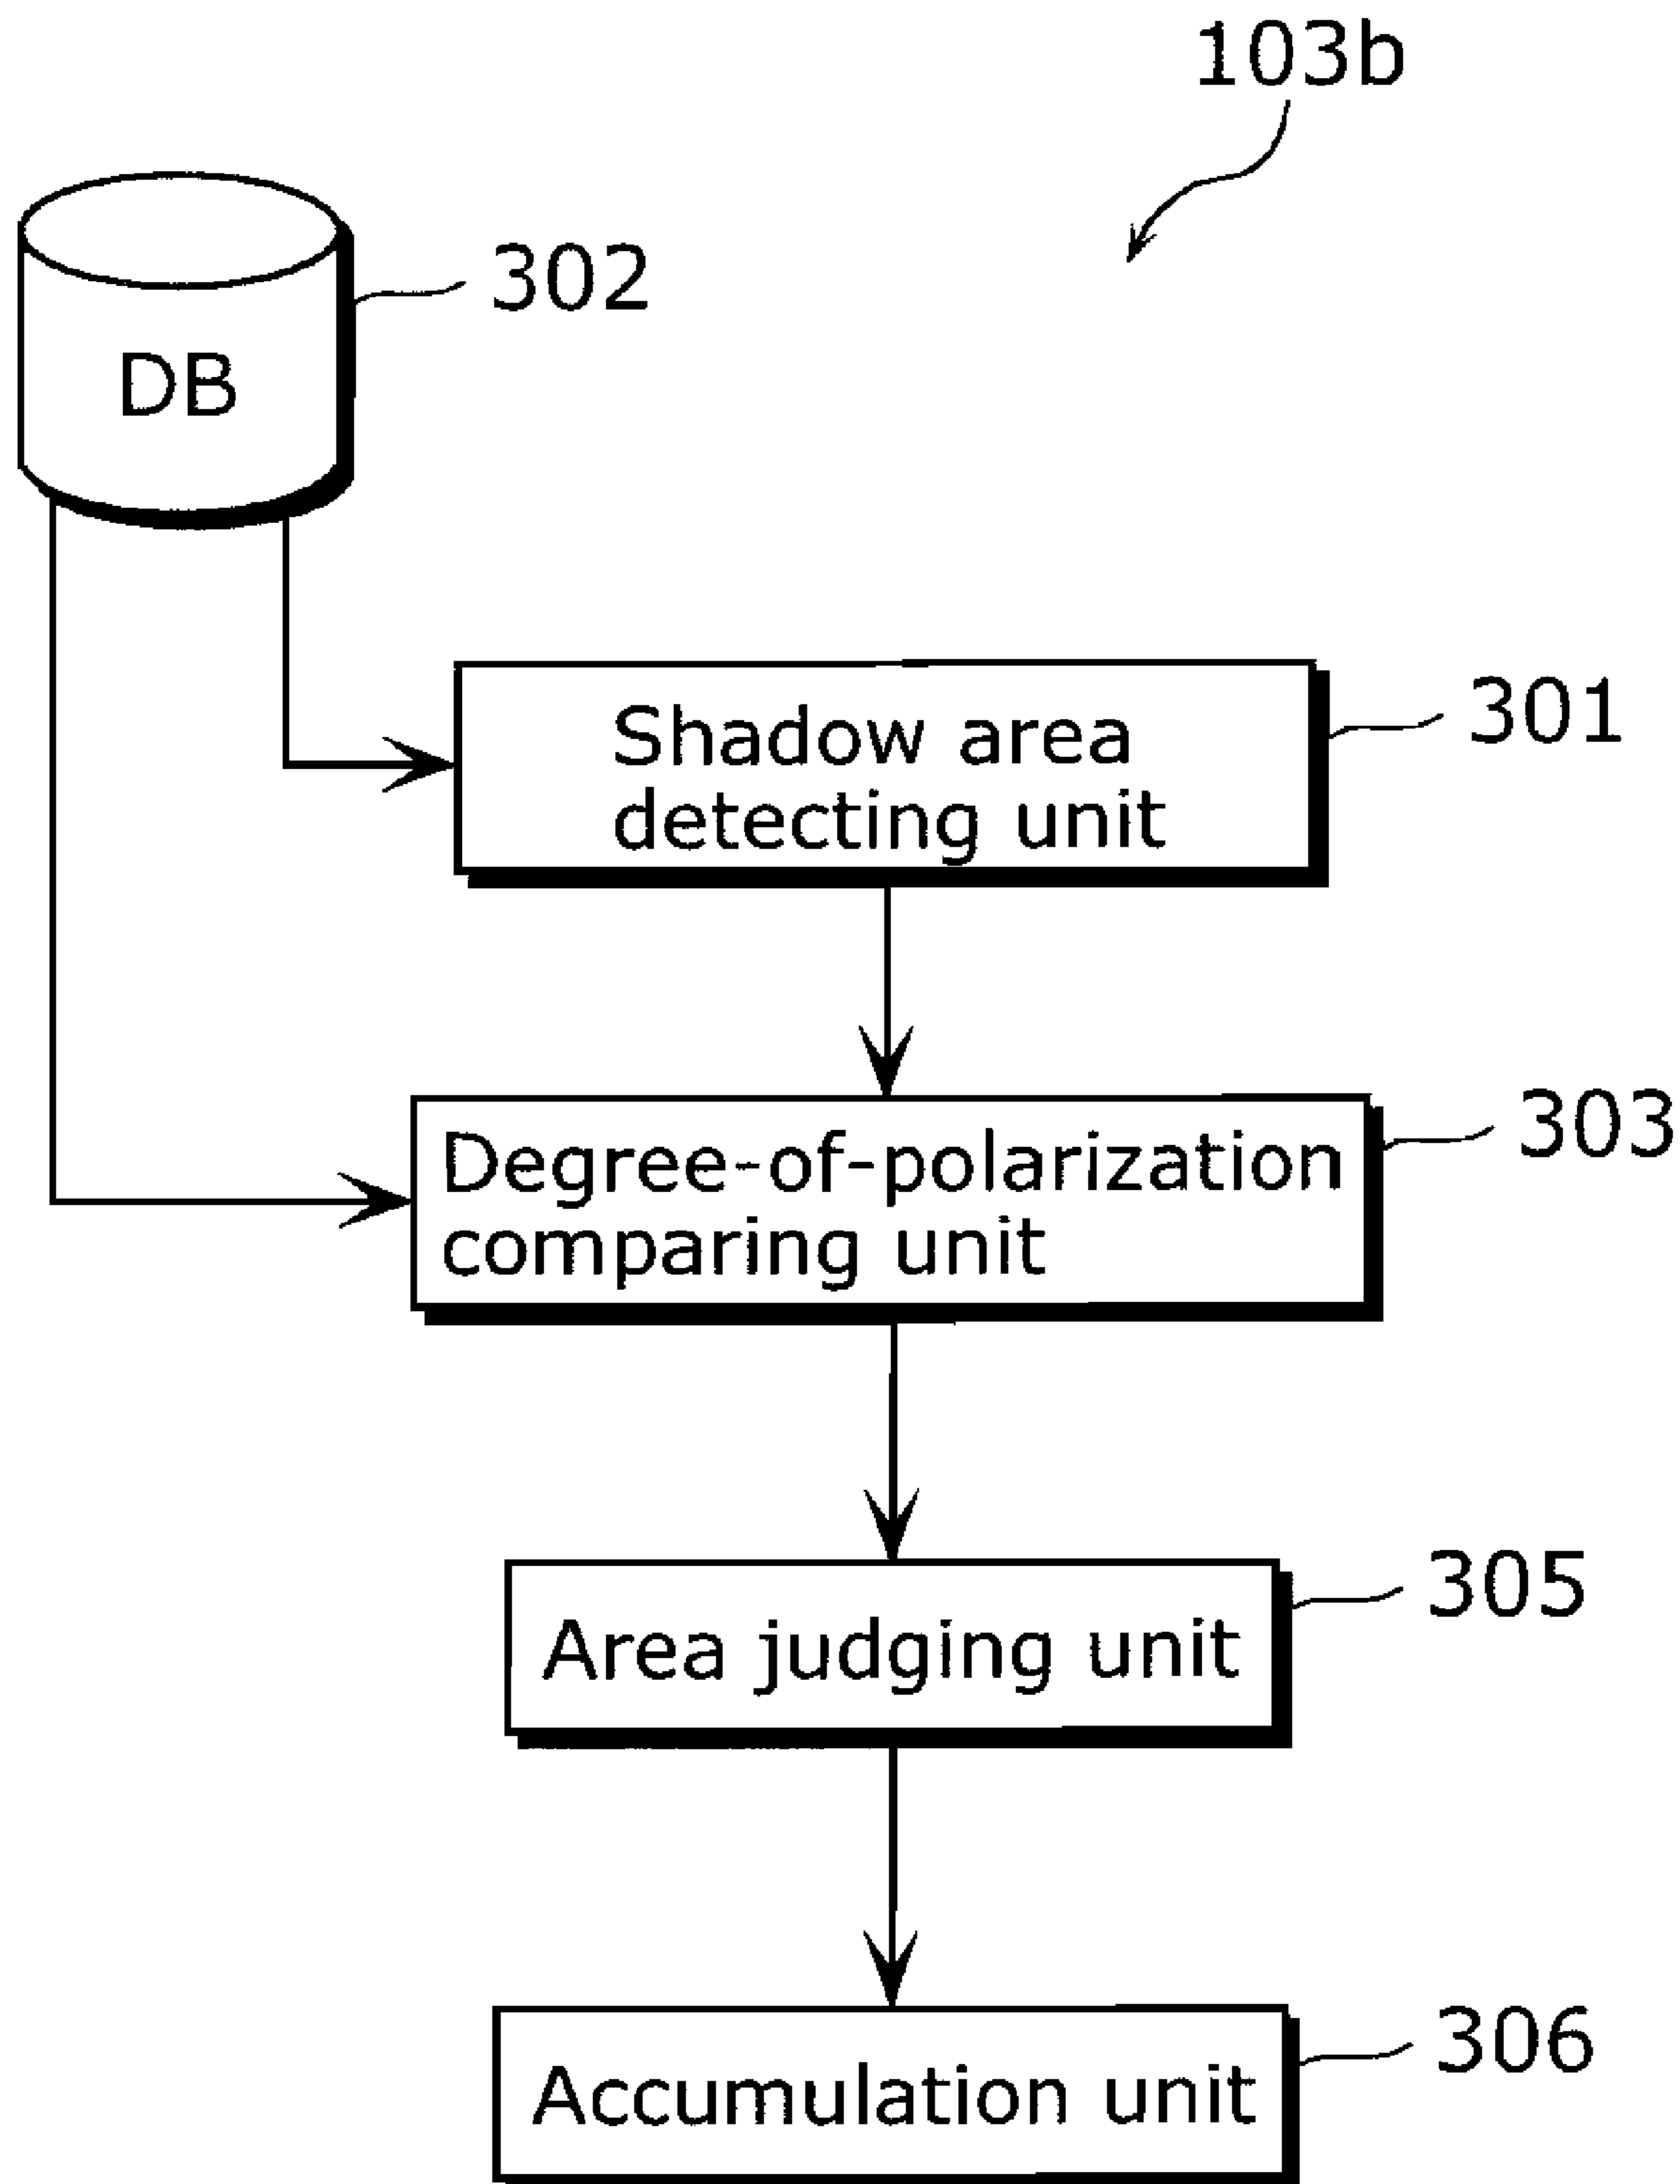 103b
302
DB
Shadow area
detecting unit
301
Degree-of-polarization
comparing unit
303
Area judging unit
305
Accumulation unit
306